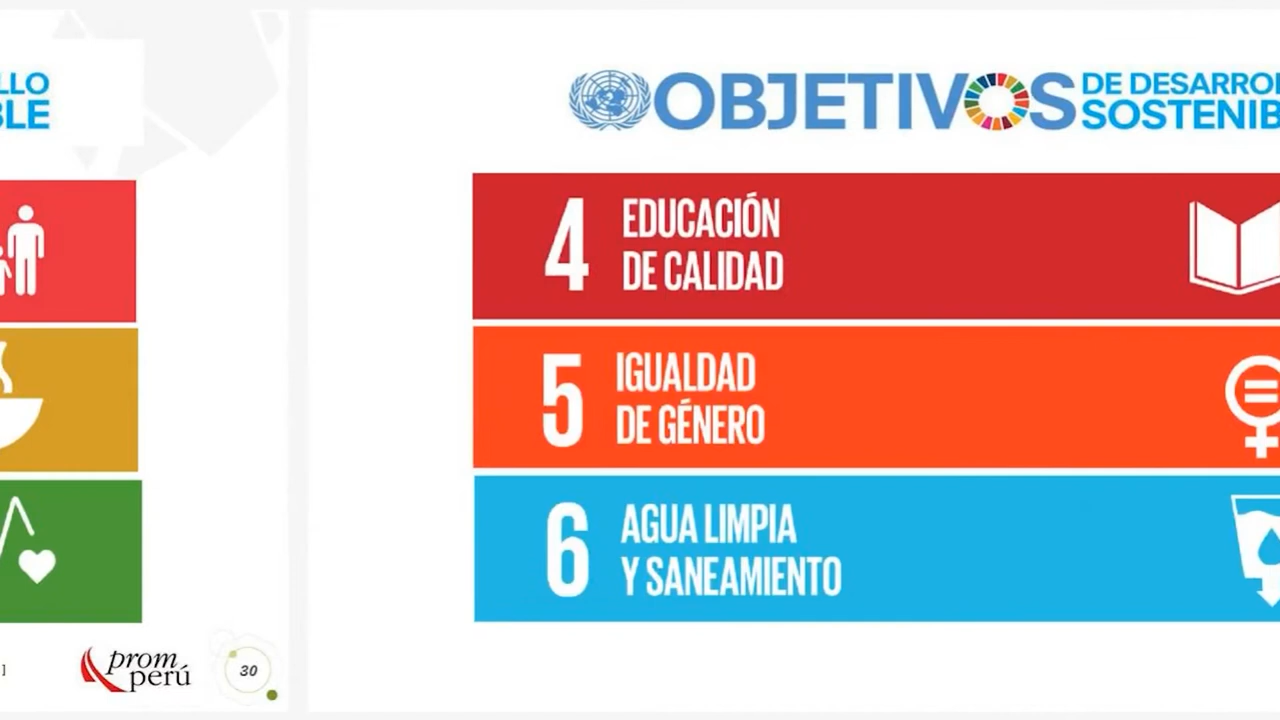 LLO
BLE
]
prom
perú
30
OBJETIVOS
DE DESARROL
SOSTENIB
4 EDUCACIÓN
DE CALIDAD
5 IGUALDAD
DE GÉNERO
6 AGUA LIMPIA
Y SANEAMIENTO